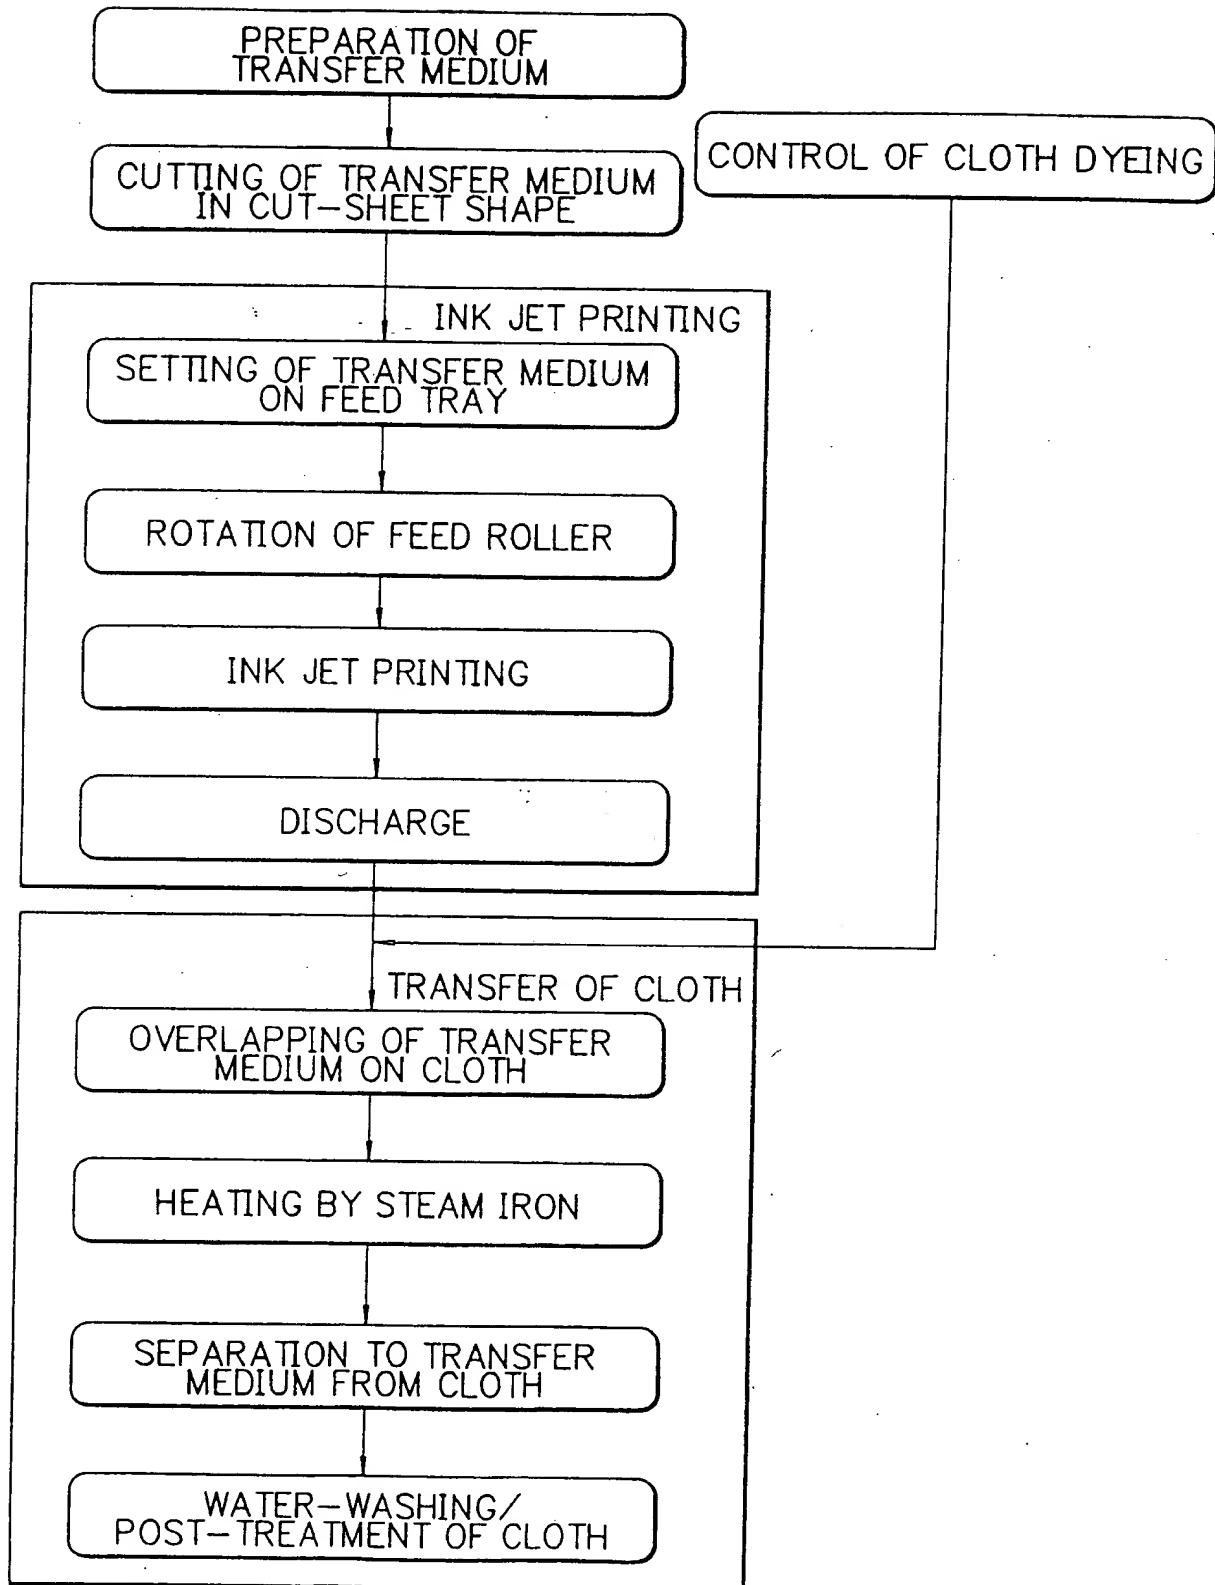 PREPARATION OF
TRANSFER MEDIUM
CUTTING OF TRANSFER MEDIUM
IN CUT-SHEET SHAPE
CONTROL OF CLOTH DYEING
INK JET PRINTING
SETTING OF TRANSFER MEDIUM
ON FEED TRAY
ROTATION OF FEED ROLLER
INK JET PRINTING
DISCHARGE
TRANSFER OF CLOTH
OVERLAPPING OF TRANSFER
MEDIUM ON CLOTH
HEATING BY STEAM IRON
SEPARATION TO TRANSFER
MEDIUM FROM CLOTH
WATER-WASHING/
POST-TREATMENT OF CLOTH